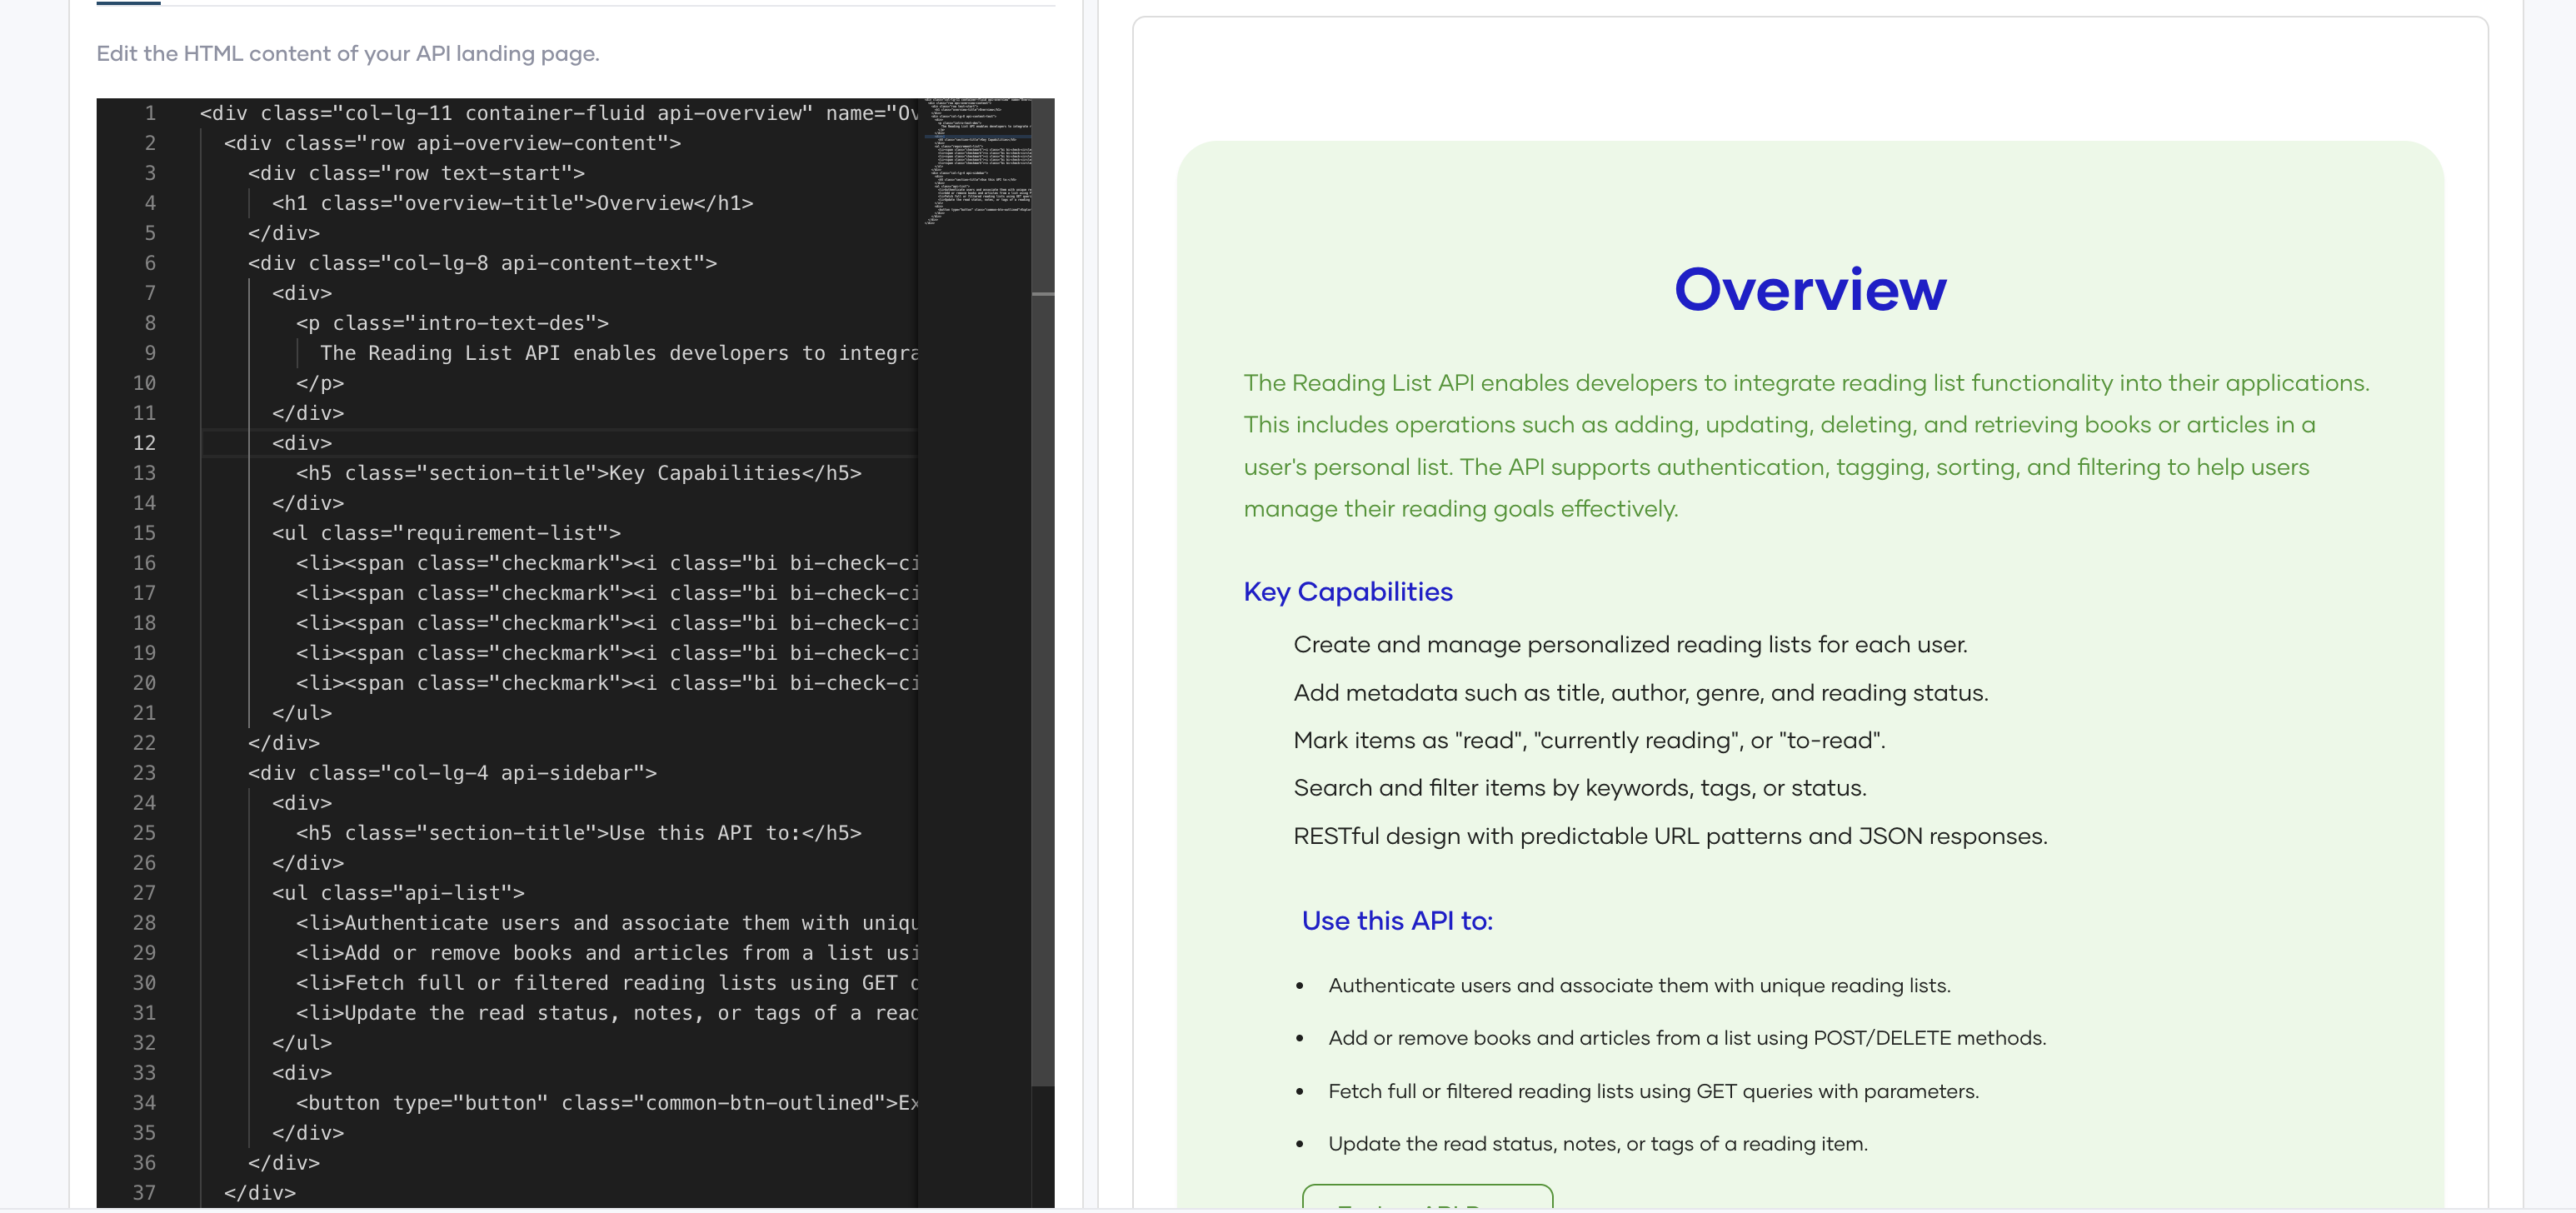 Edit the HTML content of your API landing page.
1 <div class="col-lg-11 container-fluid api-overview" name="Ov
2 <div class="row api-overview-content">
3 <div class="row text-start">
4 <h1 class="overview-title">Overview</h1>
5 </div>
6 <div class="col-lg-8 api-content-text">
7 <div>
8 <p class="intro-text-des">
9 The Reading List API enables developers to integra
10 </p>
11 </div>
12 <div>
13 <h5 class="section-title">Key Capabilities</h5>
14 </div>
15 <ul class="requirement-list">
16 <li><span class="checkmark"><i class="bi bi-check-ci
17 <li><span class="checkmark"><i class="bi bi-check-ci
18 <li><span class="checkmark"><i class="bi bi-check-ci
19 <li><span class="checkmark"><i class="bi bi-check-ci
20 <li><span class="checkmark"><i class="bi bi-check-ci
21 </ul>
22 </div>
23 <div class="col-lg-4 api-sidebar">
24 <div>
25 <h5 class="section-title">Use this API to:</h5>
26 </div>
27 <ul class="api-list">
28 <li>Authenticate users and associate them with uniqu
29 <li>Add or remove books and articles from a list usi
30 <li>Fetch full or filtered reading lists using GET
31 <li>Update the read status, notes, or tags of a read
32 </ul>
33 <div>
34 <button type="button" class="common-btn-outlined">Ex
35 </div>
36 </div>
37 </div>
Overview
The Reading List API enables developers to integrate reading list functionality into their applications.
This includes operations such as adding, updating, deleting, and retrieving books or articles in a
user's personal list. The API supports authentication, tagging, sorting, and filtering to help users
manage their reading goals effectively.
Key Capabilities
Create and manage personalized reading lists for each user.
Add metadata such as title, author, genre, and reading status.
Mark items as "read", "currently reading", or "to-read".
Search and filter items by keywords, tags, or status.
RESTful design with predictable URL patterns and JSON responses.
Use this API to:
• Authenticate users and associate them with unique reading lists.
• Add or remove books and articles from a list using POST/DELETE methods.
• Fetch full or filtered reading lists using GET queries with parameters.
• Update the read status, notes, or tags of a reading item.